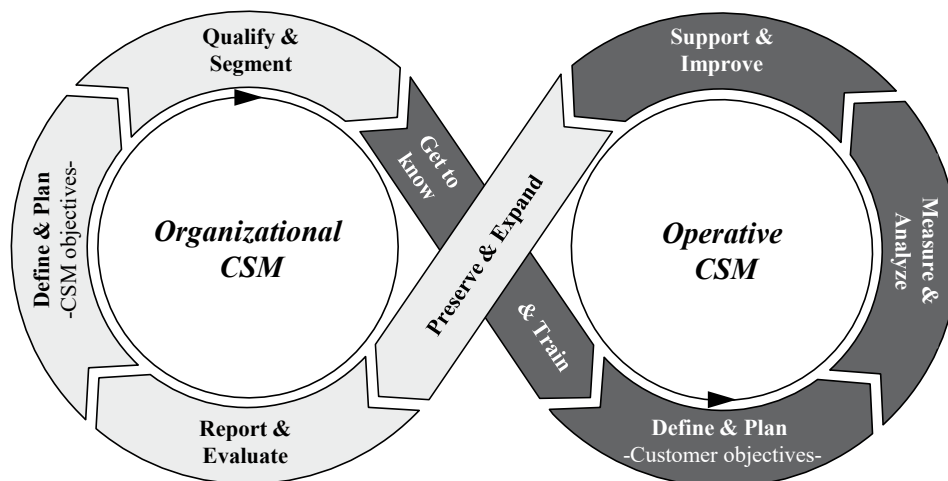 Qualify &
Segment
Support &
Improve
Get to
know
Define & Plan
-CSM objectives-
Organizational
CSM
Preserve & Expand
Operative
CSM
Measure &
Analyze
& Train
Report &
Evaluate
Define & Plan
-Customer objectives-